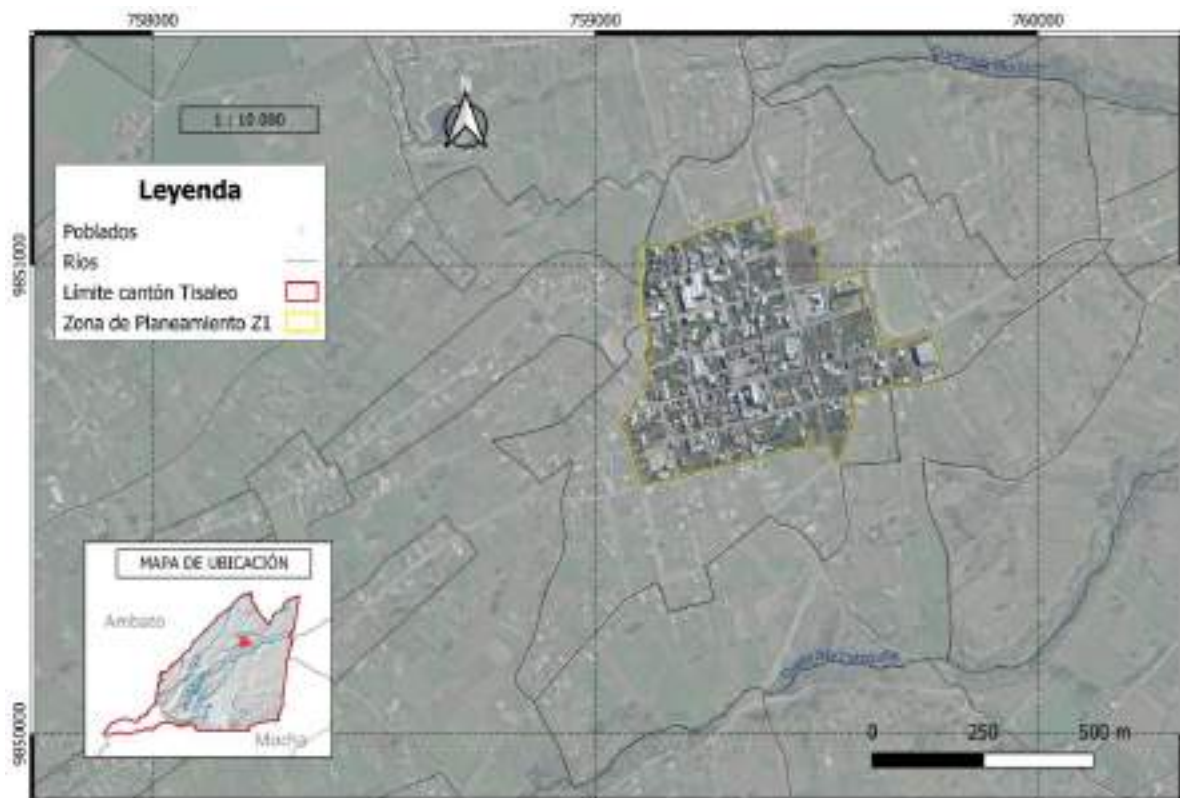 758000
759000
760000
1 : 10.000
Leyenda
Poblados
Ríos
Límite cantón Tisaleo
Zona de Planeamiento Z1
9851000
MAPA DE UBICACIÓN
Ambato
Mocha
9850000
0 250 500 m